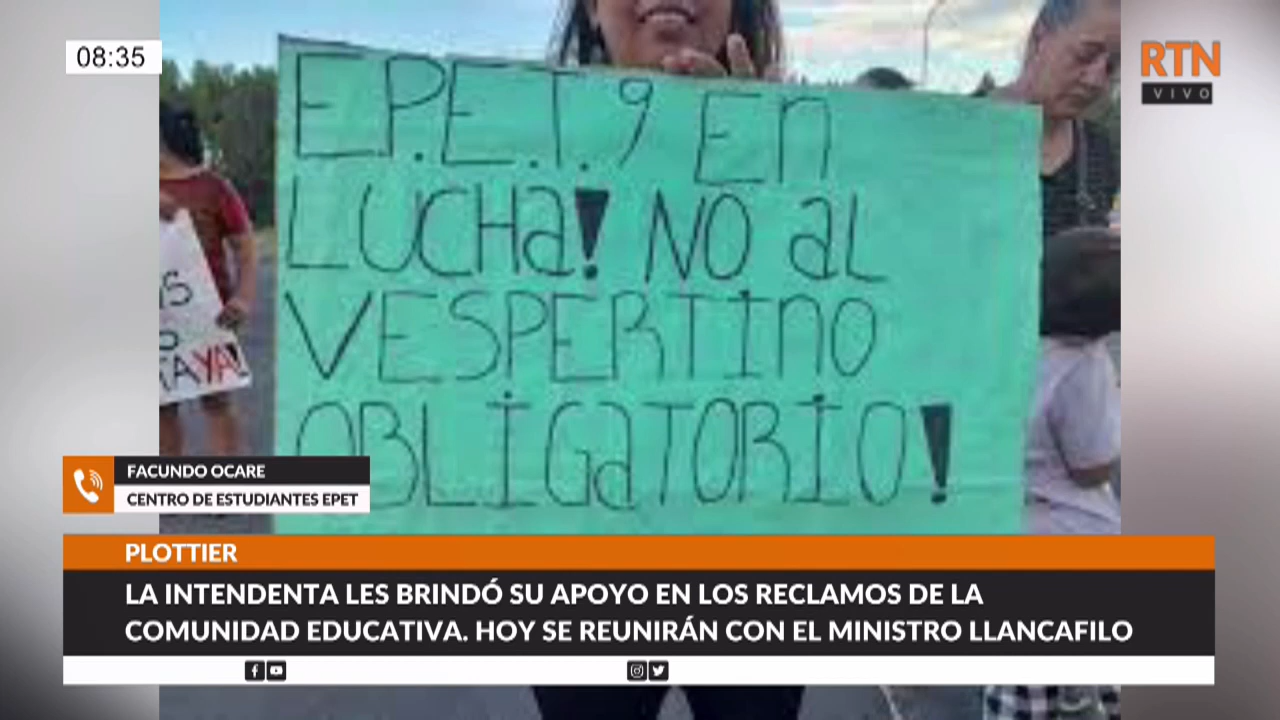 08:35
RTN
VIVO
E.P.E.T. 9 En
LUCHa! NO aL
VESPERTINO
OBLIGaTORIO!
YA!
FACUNDO OCARE
CENTRO DE ESTUDIANTES EPET
PLOTTIER
LA INTENDENTA LES BRINDÓ SU APOYO EN LOS RECLAMOS DE LA
COMUNIDAD EDUCATIVA. HOY SE REUNIRÁN CON EL MINISTRO LLANCAFILO